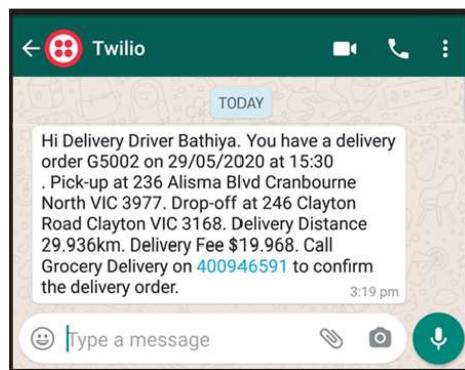 Twilio
TODAY
Hi Delivery Driver Bathiya. You have a delivery
order G5002 on 29/05/2020 at 15:30
. Pick-up at 236 Alisma Blvd Cranbourne
North VIC 3977. Drop-off at 246 Clayton
Road Clayton VIC 3168. Delivery Distance
29.936km. Delivery Fee $19.968. Call
Grocery Delivery on 400946591 to confirm
the delivery order.
3:19 pm
Type a message